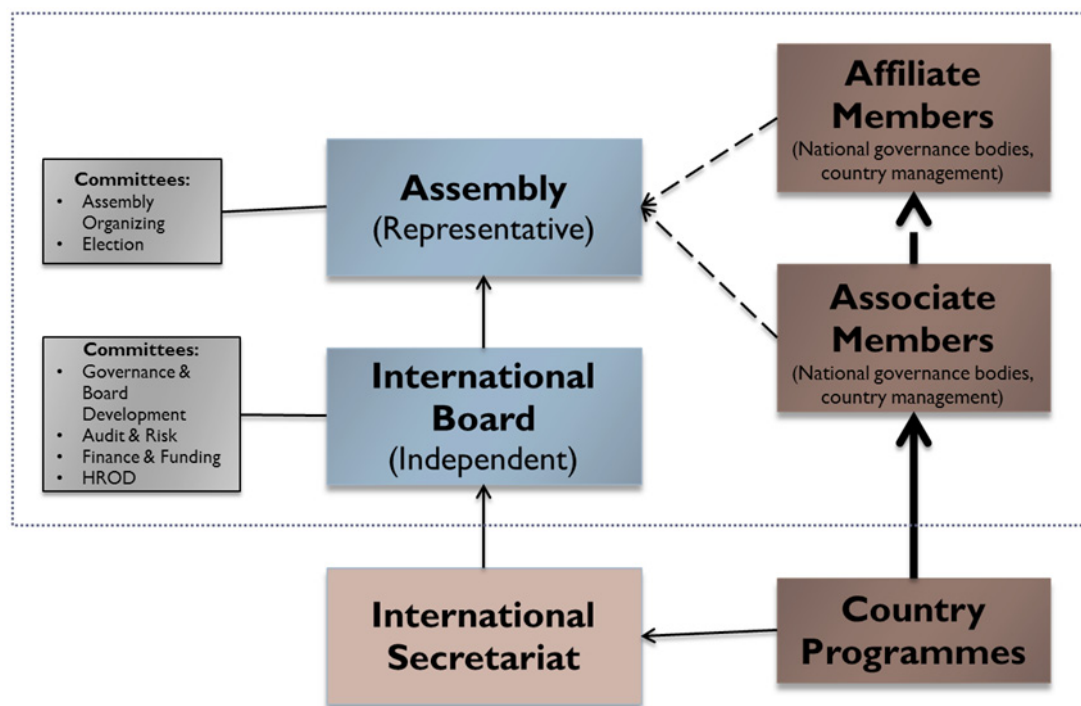 Affiliate
Members
(National governance bodies,
country management)
Committees:
• Assembly
Organizing
• Election
Assembly
(Representative)
Associate
Members
(National governance bodies,
country management)
Committees:
• Governance &
Board
Development
• Audit & Risk
• Finance & Funding
• HROD
International
Board
(Independent)
International
Secretariat
Country
Programmes